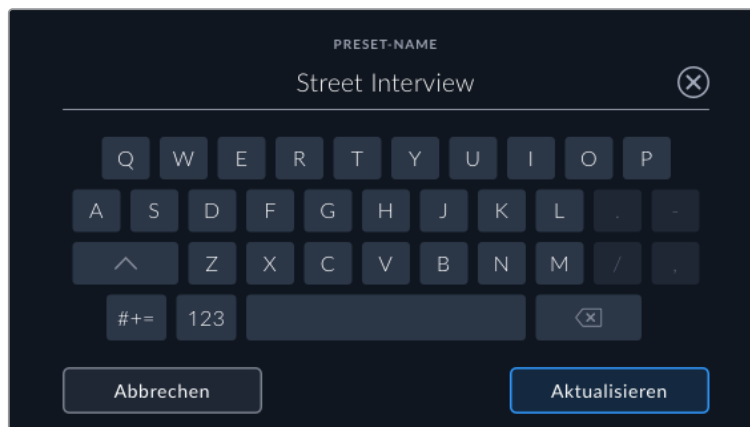 PRESET-NAME
Street Interview
Q W E R T Y U I O P
A S D F G H J K L . -
Z X C V B N M / ,
#+= 123
Abbrechen Aktualisieren